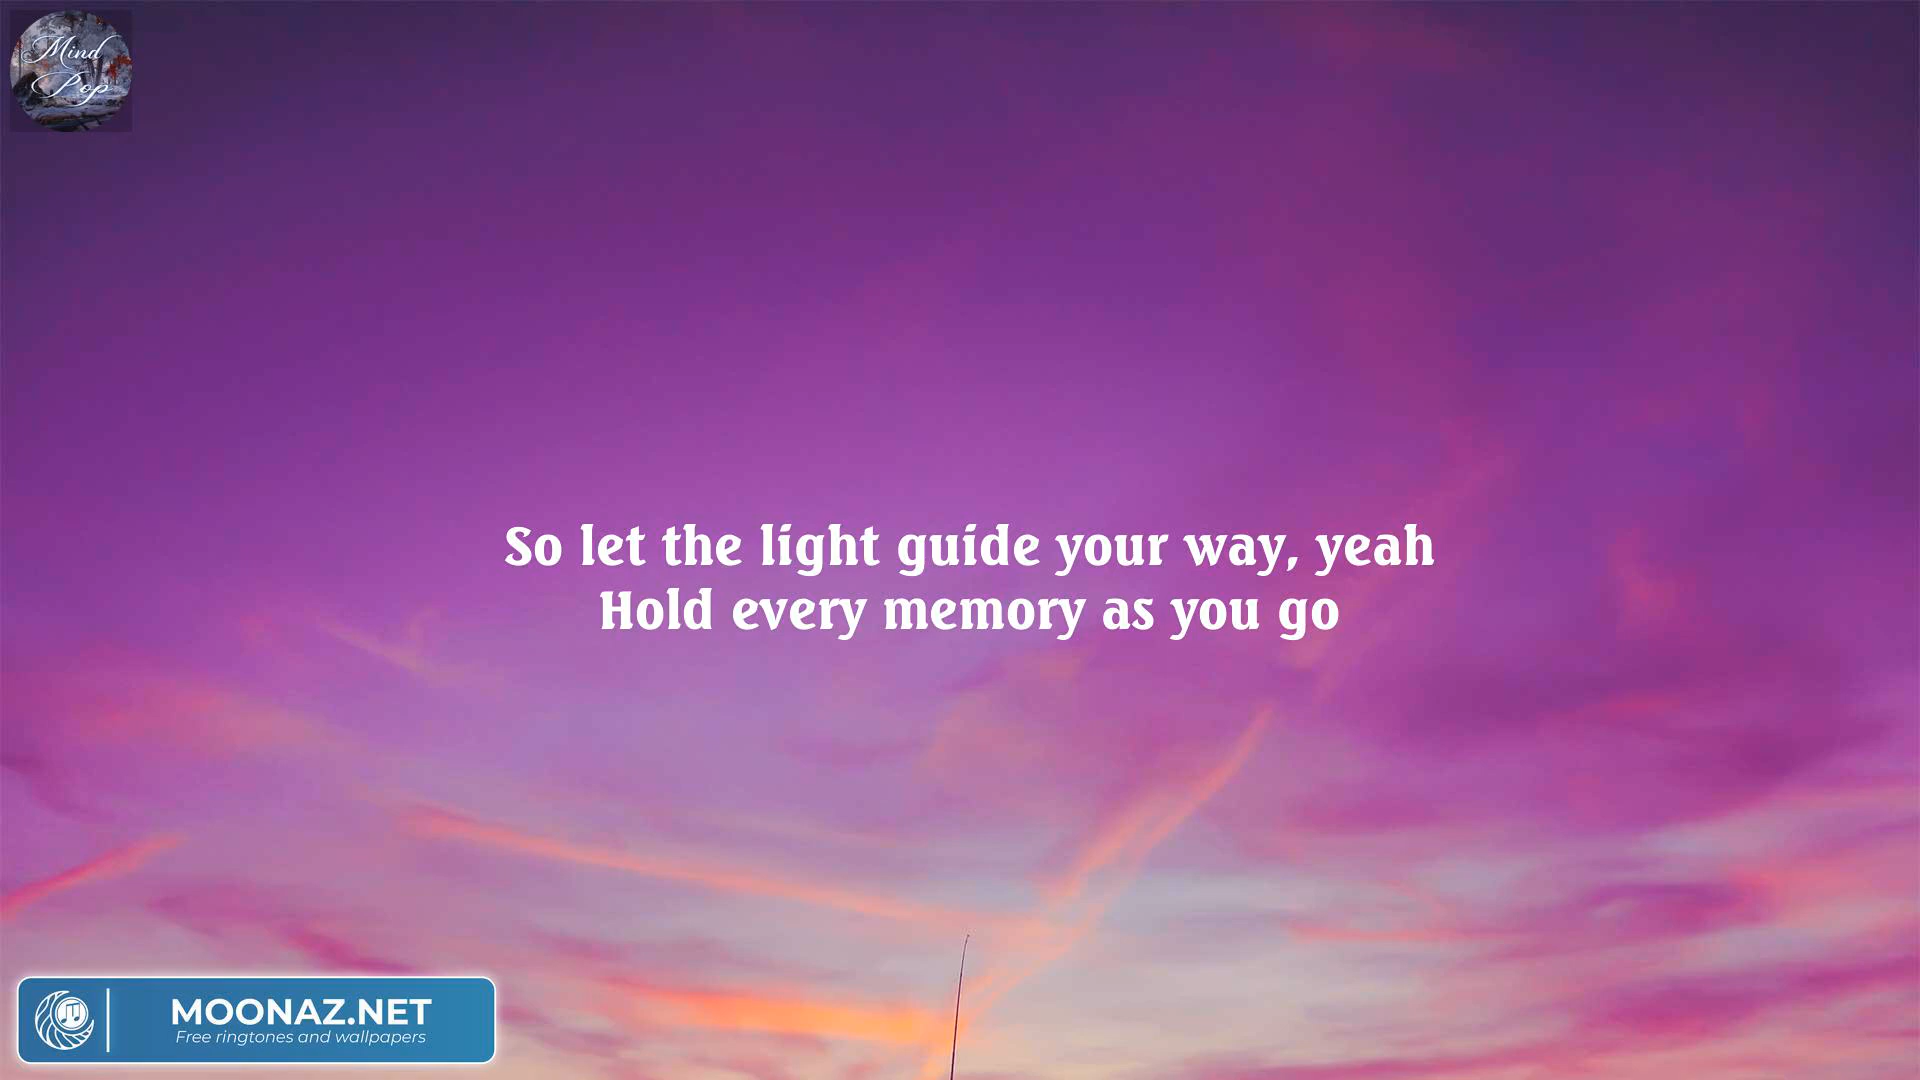 Mind
Pop
So let the light guide your way, yeah
Hold every memory as you go
MOONAZ.NET
Free ringtones and wallpapers